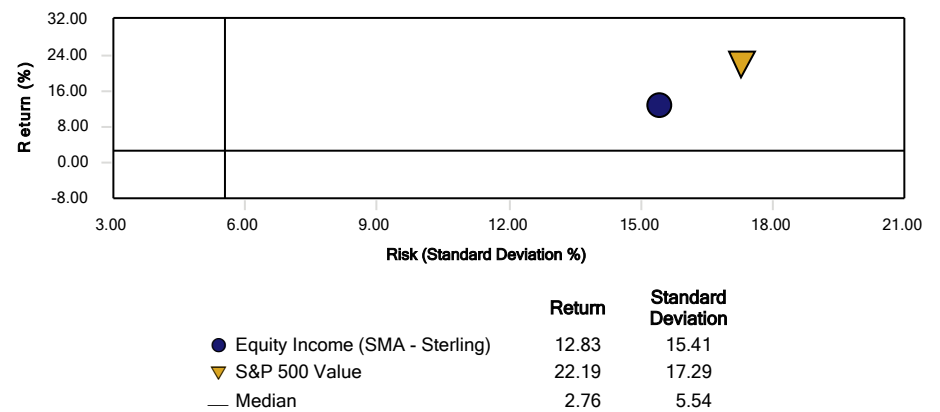 32.00
24.00
16.00
8.00
0.00
-8.00
Return (%)
3.00 6.00 9.00 12.00 15.00 18.00 21.00
Risk (Standard Deviation %)
Return Standard Deviation
Equity Income (SMA - Sterling) 12.83 15.41
S&P 500 Value 22.19 17.29
Median 2.76 5.54